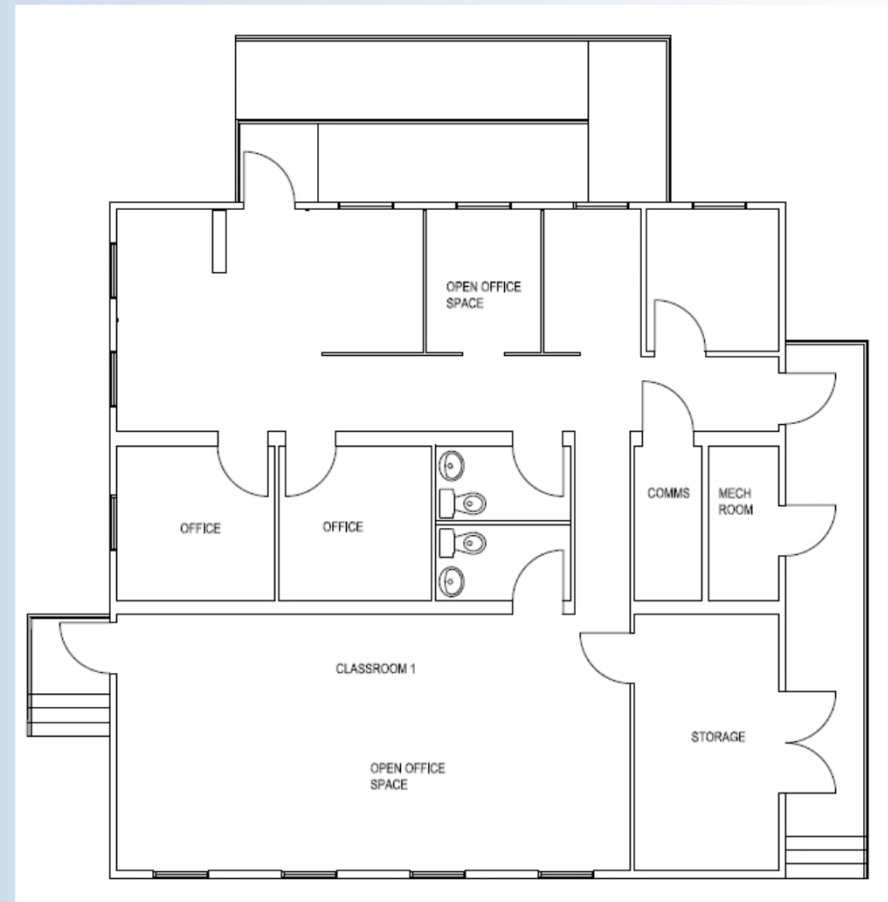 OPEN OFFICE
SPACE
COMMS
MECH
ROOM
OFFICE
OFFICE
CLASSROOM 1
STORAGE
OPEN OFFICE
SPACE